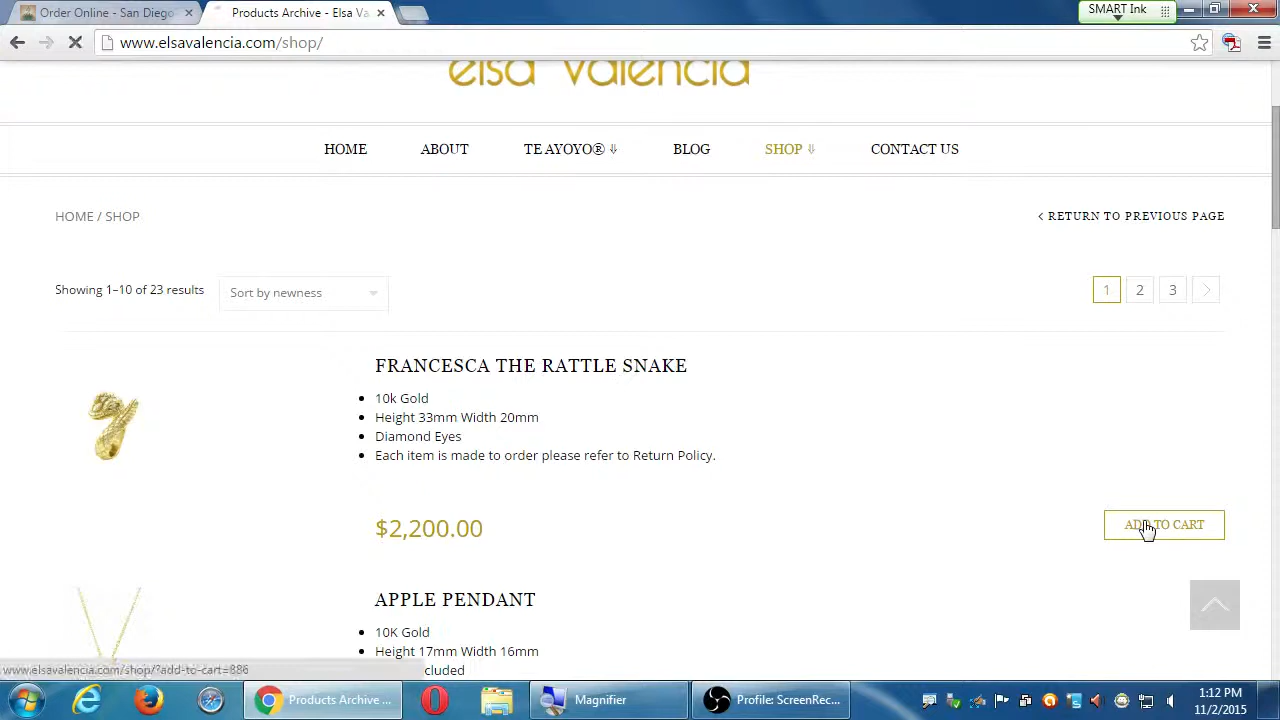 Order Online - San Diego
Products Archive - Elsa Va
SMART Ink
www.elsavalencia.com/shop/
elsa valencia
HOME
ABOUT
TE AYOYO® ⇩
BLOG
SHOP ⇩
CONTACT US
HOME / SHOP
< RETURN TO PREVIOUS PAGE
Showing 1–10 of 23 results
Sort by newness
1
2
3
FRANCESCA THE RATTLE SNAKE
10k Gold
Height 33mm Width 20mm
Diamond Eyes
Each item is made to order please refer to Return Policy.
$2,200.00
ADD TO CART
APPLE PENDANT
10K Gold
Height 17mm Width 16mm
cluded
www.elsavalencia.com/shop/?add-to-cart=886
Products Archive ...
Magnifier
Profile: ScreenRec...
1:12 PM
11/2/2015